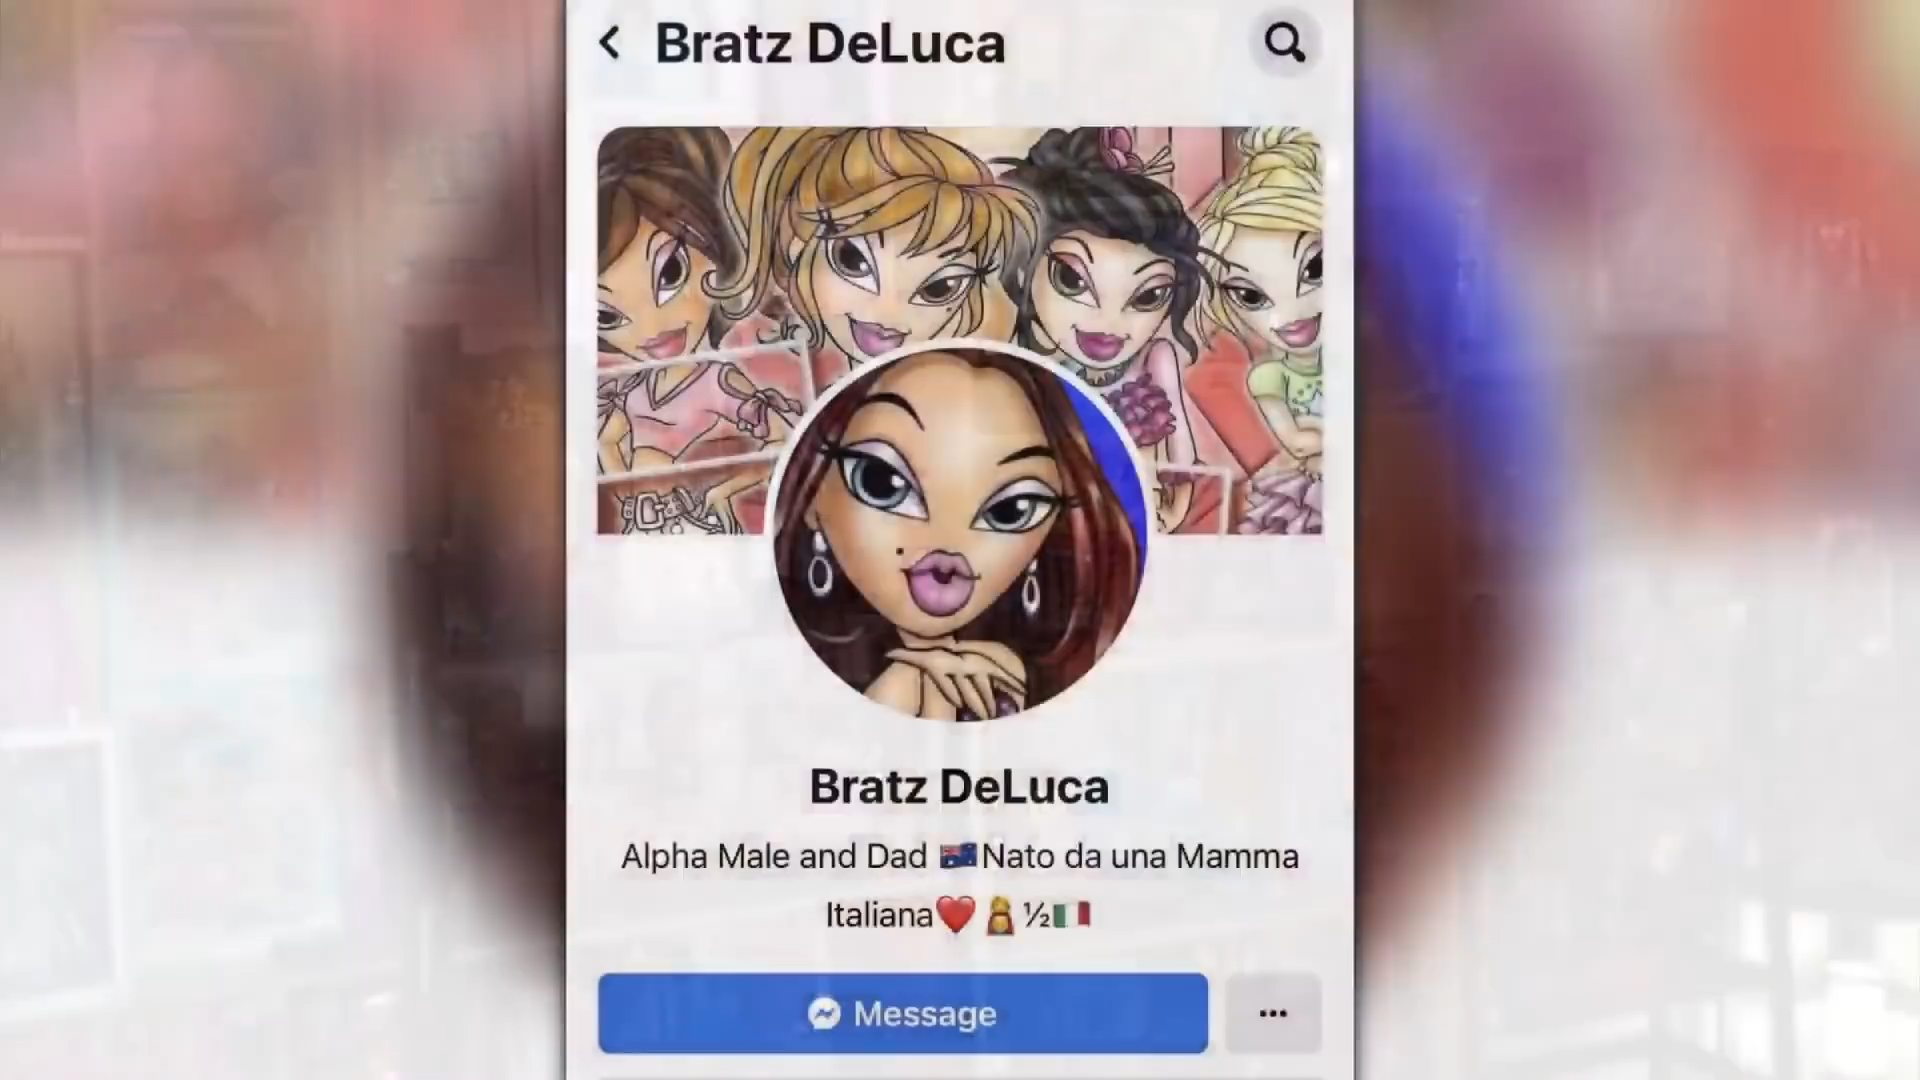 Bratz DeLuca
Bratz DeLuca
Alpha Male and Dad 🇦🇺Nato da una Mamma
Italiana❤️🤱½🇮🇹
Message